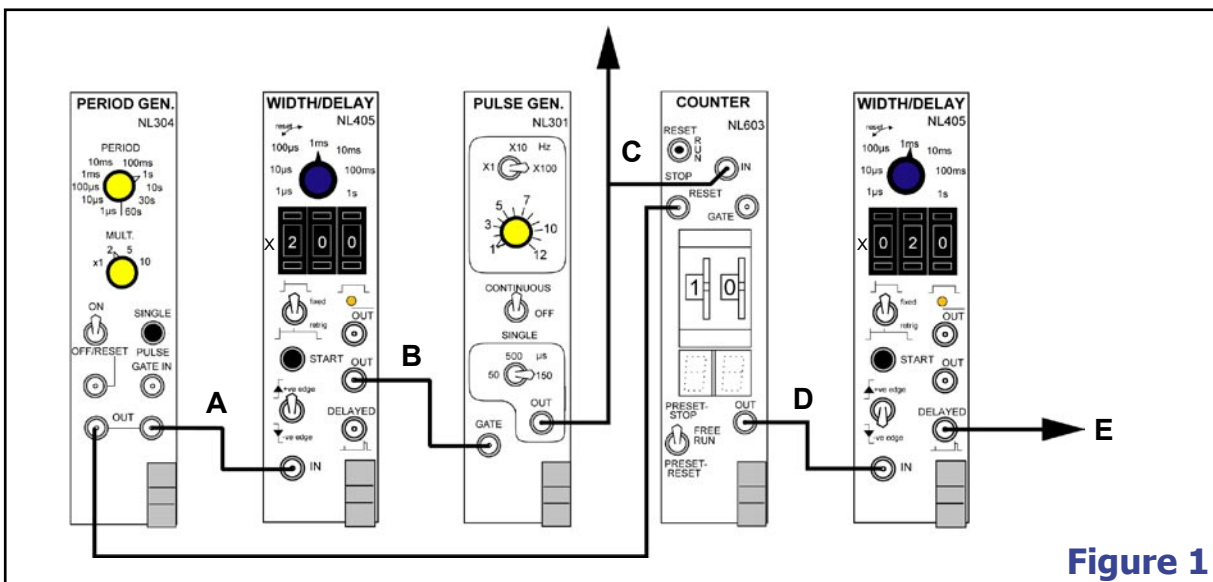 PERIOD GEN.
NL304
PERIOD
10ms 100ms
1ms 1s
100µs 10s
10µs 30s
1µs 60s
MULT.
2 5
x1 10
ON SINGLE
OFF/RESET PULSE
GATE IN
OUT
A
WIDTH/DELAY
NL405
reset
1ms
100µs 10ms
10µs 100ms
1µs 1s
X 2 0 0
fixed
retrig
OUT
START
OUT
+ve edge
-ve edge
DELAYED
IN
B
PULSE GEN.
NL301
X10 Hz
X1 X100
5 7
3 10
1 12
CONTINUOUS
OFF
SINGLE
500 µs
50 150
OUT
GATE
C
COUNTER
NL603
RESET
RUN
STOP
IN
RESET
GATE
1 0
PRESET-
STOP
OUT
FREE
RUN
PRESET-
RESET
D
WIDTH/DELAY
NL405
reset
1ms
100µs 10ms
10µs 100ms
1µs 1s
X 0 2 0
fixed
retrig
OUT
START
OUT
+ve edge
-ve edge
DELAYED
IN
E
Figure 1